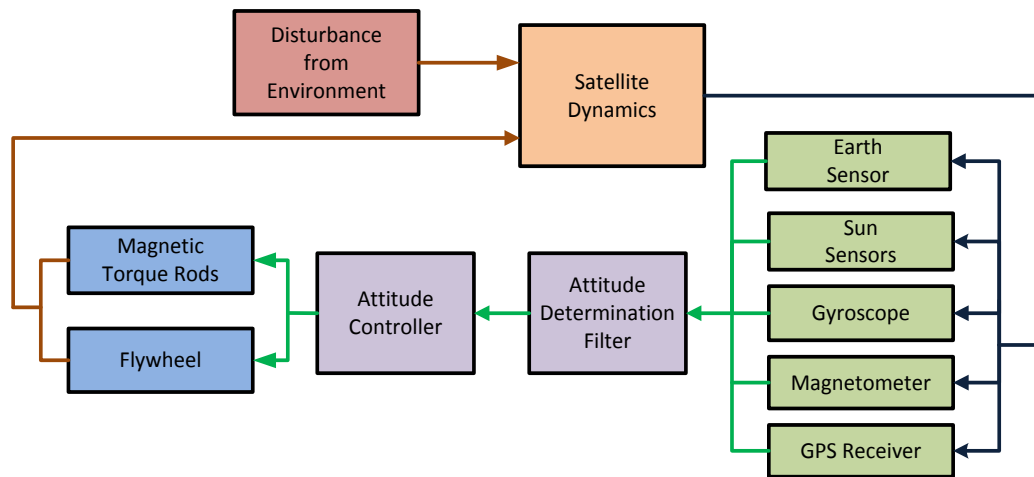 Disturbance
from
Environment
Satellite
Dynamics
Earth
Sensor
Sun
Sensors
Gyroscope
Magnetometer
GPS Receiver
Attitude
Determination
Filter
Attitude
Controller
Magnetic
Torque Rods
Flywheel